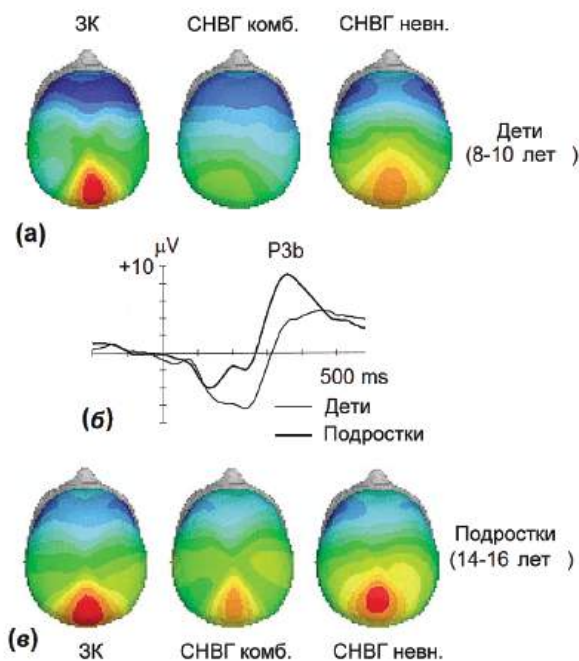 ЗК СНВГ комб. СНВГ невн.
Дети
(8-10 лет )
(а)
μV
+10
P3b
500 ms
(б)
Дети
Подростки
Подростки
(14-16 лет )
(в)
ЗК СНВГ комб. СНВГ невн.